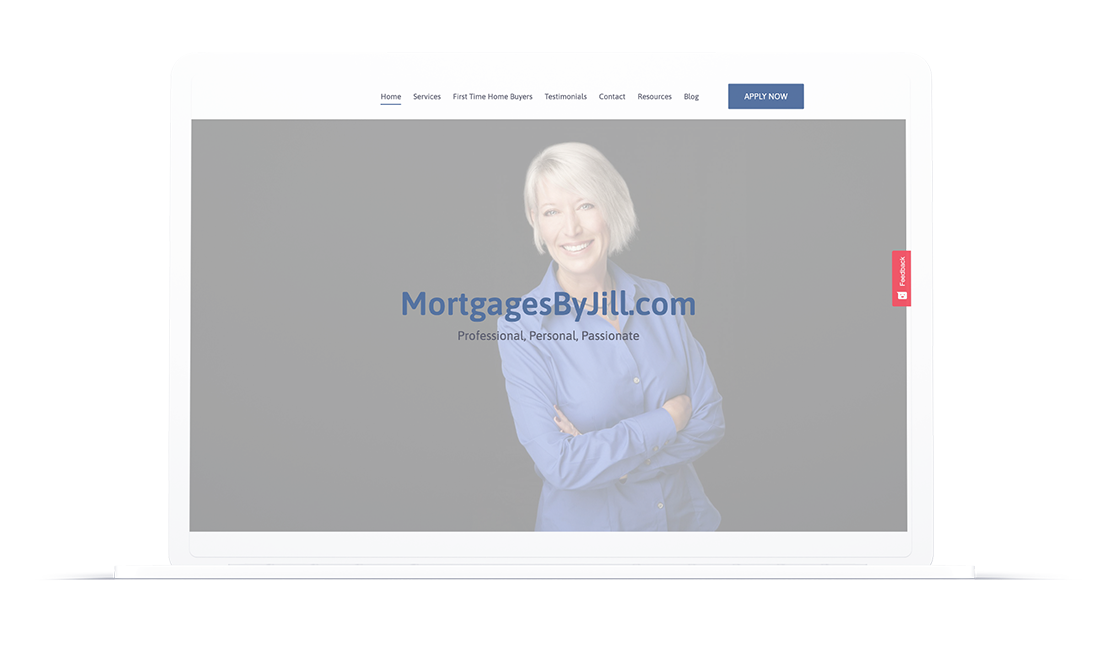 Home Services First Time Home Buyers Testimonials Contact Resources Blog APPLY NOW
Feedback
MortgagesByJill.com
Professional, Personal, Passionate